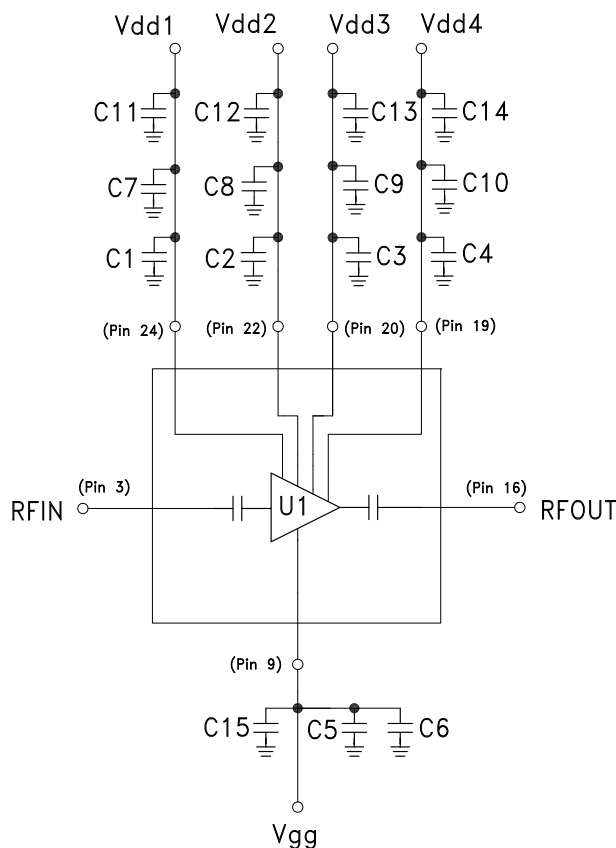 Vdd1 Vdd2 Vdd3 Vdd4
C11 C12 C13 C14
C7 C8 C9 C10
C1 C2 C3 C4
(Pin 24) (Pin 22) (Pin 20) (Pin 19)
(Pin 3) (Pin 16)
RFIN U1 RFOUT
(Pin 9)
C15 C5 C6
Vgg